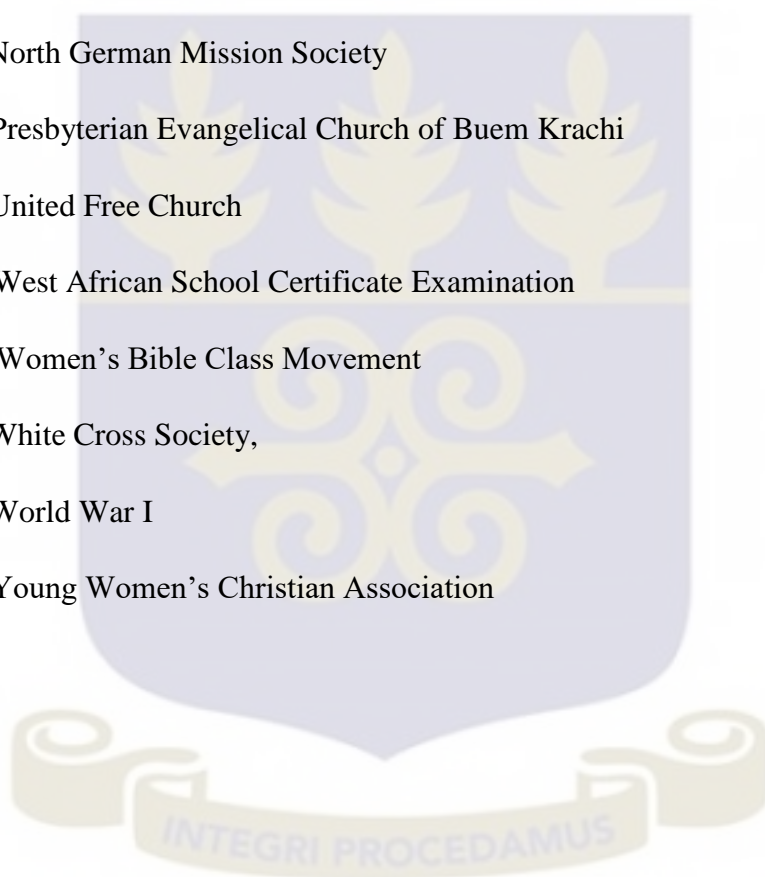 North German Mission Society
Presbyterian Evangelical Church of Buem Krachi
United Free Church
West African School Certificate Examination
Women’s Bible Class Movement
White Cross Society,
World War I
Young Women’s Christian Association
INTEGRI PROCEDAMUS